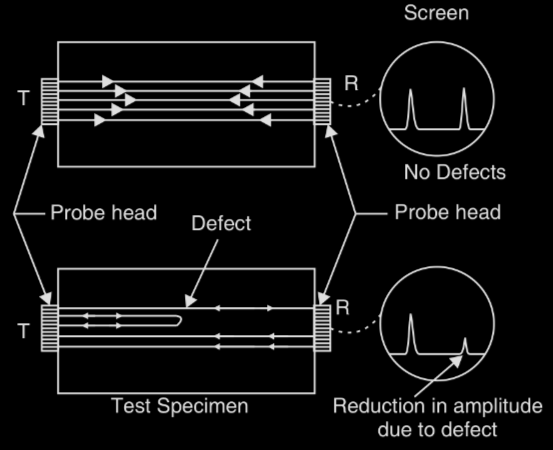 Screen
T
R
No Defects
Probe head
Probe head
Defect
T
R
Test Specimen
Reduction in amplitude
due to defect